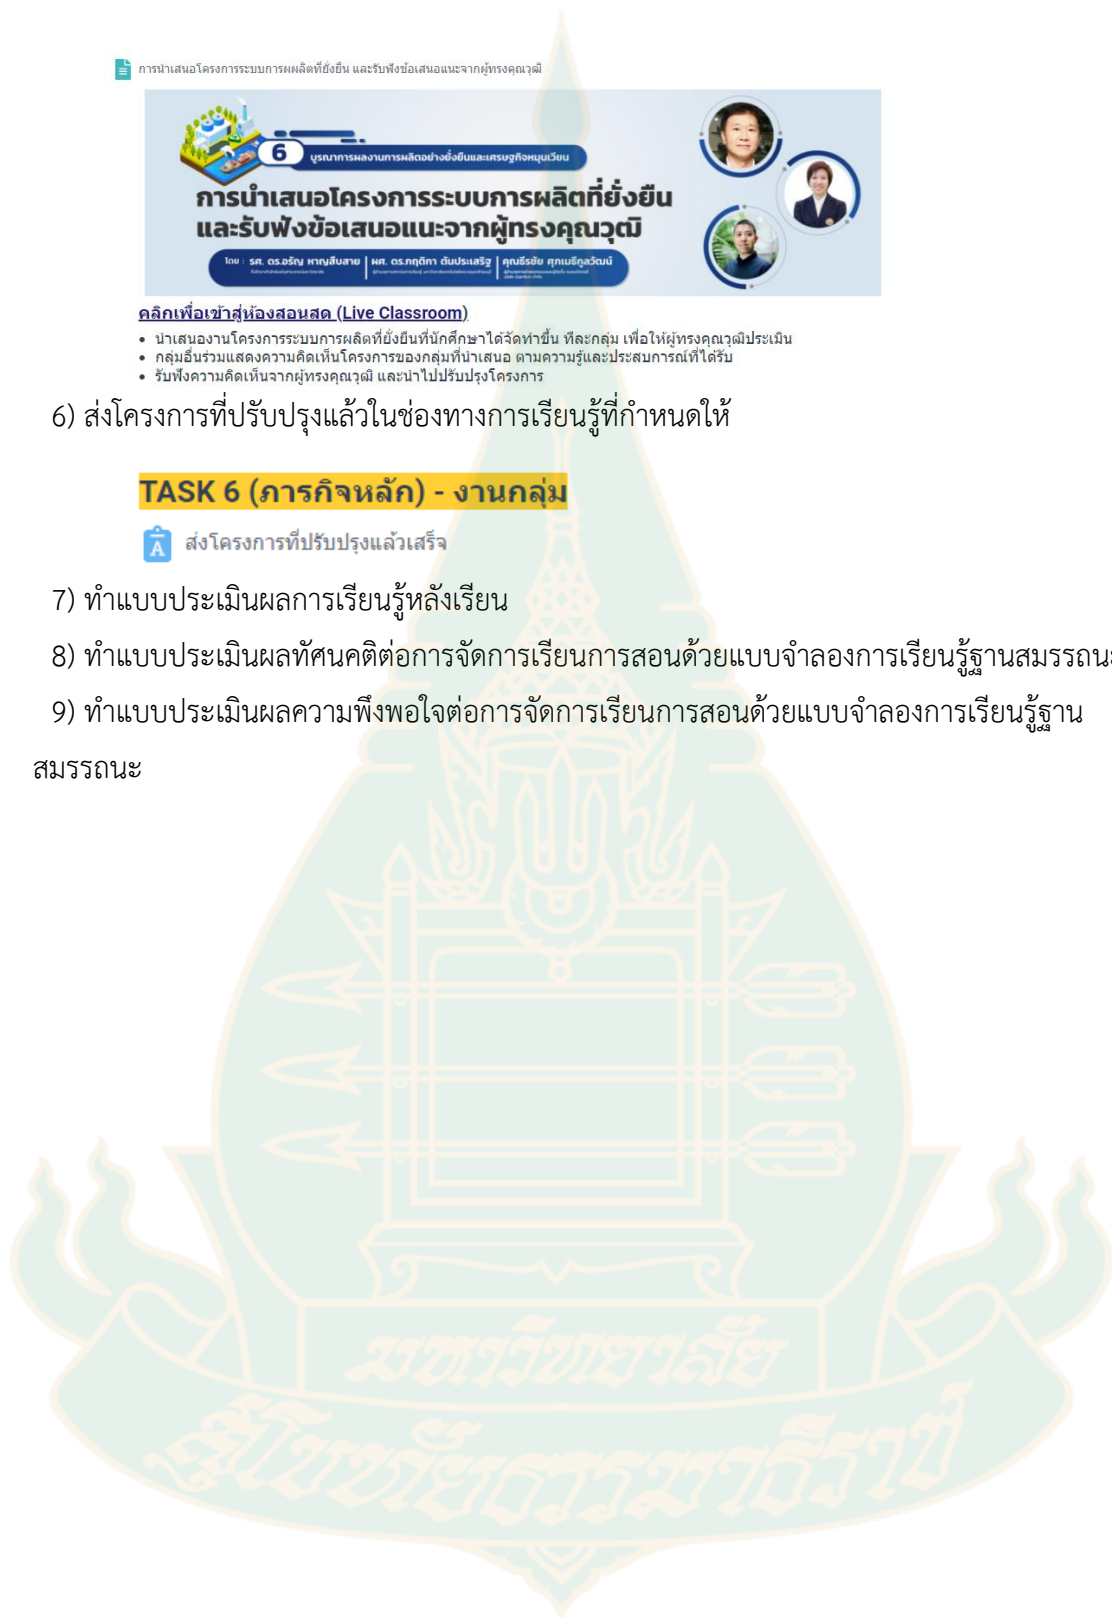 การนำเสนอโครงการระบบการผผลิตที่ยั่งยืน และรับฟังข้อเสนอแนะจากผู้ทรงคุณวุฒิ
6 บูรณาการผลงานการผลิตอย่างยั่งยืนและเศรษฐกิจหมุนเวียน
การนำเสนอโครงการระบบการผลิตที่ยั่งยืน
และรับฟังข้อเสนอแนะจากผู้ทรงคุณวุฒิ
โดย : รศ. ดร.อรัญ หาญสืบสาย | ผศ. ดร.กฤติกา ตันประเสริฐ | คุณธีรชัย ศุภเมธีกูลวัฒน์
คลิกเพื่อเข้าสู่ห้องสอนสด (Live Classroom)
• นำเสนองานโครงการระบบการผลิตที่ยั่งยืนที่นักศึกษาได้จัดทำขึ้น ทีละกลุ่ม เพื่อให้ผู้ทรงคุณวุฒิประเมิน
• กลุ่มอื่นร่วมแสดงความคิดเห็นโครงการของกลุ่มที่นำเสนอ ตามความรู้และประสบการณ์ที่ได้รับ
• รับฟังความคิดเห็นจากผู้ทรงคุณวุฒิ และนำไปปรับปรุงโครงการ
6) ส่งโครงการที่ปรับปรุงแล้วในช่องทางการเรียนรู้ที่กำหนดให้
TASK 6 (ภารกิจหลัก) - งานกลุ่ม
ส่งโครงการที่ปรับปรุงแล้วเสร็จ
7) ทำแบบประเมินผลการเรียนรู้หลังเรียน
8) ทำแบบประเมินผลทัศนคติต่อการจัดการเรียนการสอนด้วยแบบจำลองการเรียนรู้ฐานสมรรถนะ
9) ทำแบบประเมินผลความพึงพอใจต่อการจัดการเรียนการสอนด้วยแบบจำลองการเรียนรู้ฐาน
สมรรถนะ
มหาวิทยาลัย
สุโขทัยธรรมาธิราช